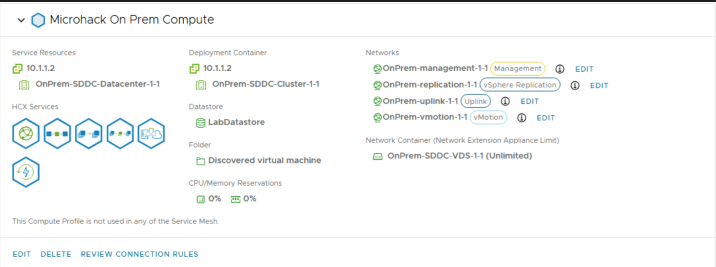 Microhack On Prem Compute
Service Resources
10.1.1.2
OnPrem-SDDC-Datacenter-1-1
HCX Services
Deployment Container
10.1.1.2
OnPrem-SDDC-Cluster-1-1
Datastore
LabDatastore
Folder
Discovered virtual machine
CPU/Memory Reservations
0% 0%
Networks
OnPrem-management-1-1 Management EDIT
OnPrem-replication-1-1 vSphere Replication EDIT
OnPrem-uplink-1-1 Uplink EDIT
OnPrem-vmotion-1-1 vMotion EDIT
Network Container (Network Extension Appliance Limit)
OnPrem-SDDC-VDS-1-1 (Unlimited)
This Compute Profile is not used in any of the Service Mesh.
EDIT DELETE REVIEW CONNECTION RULES